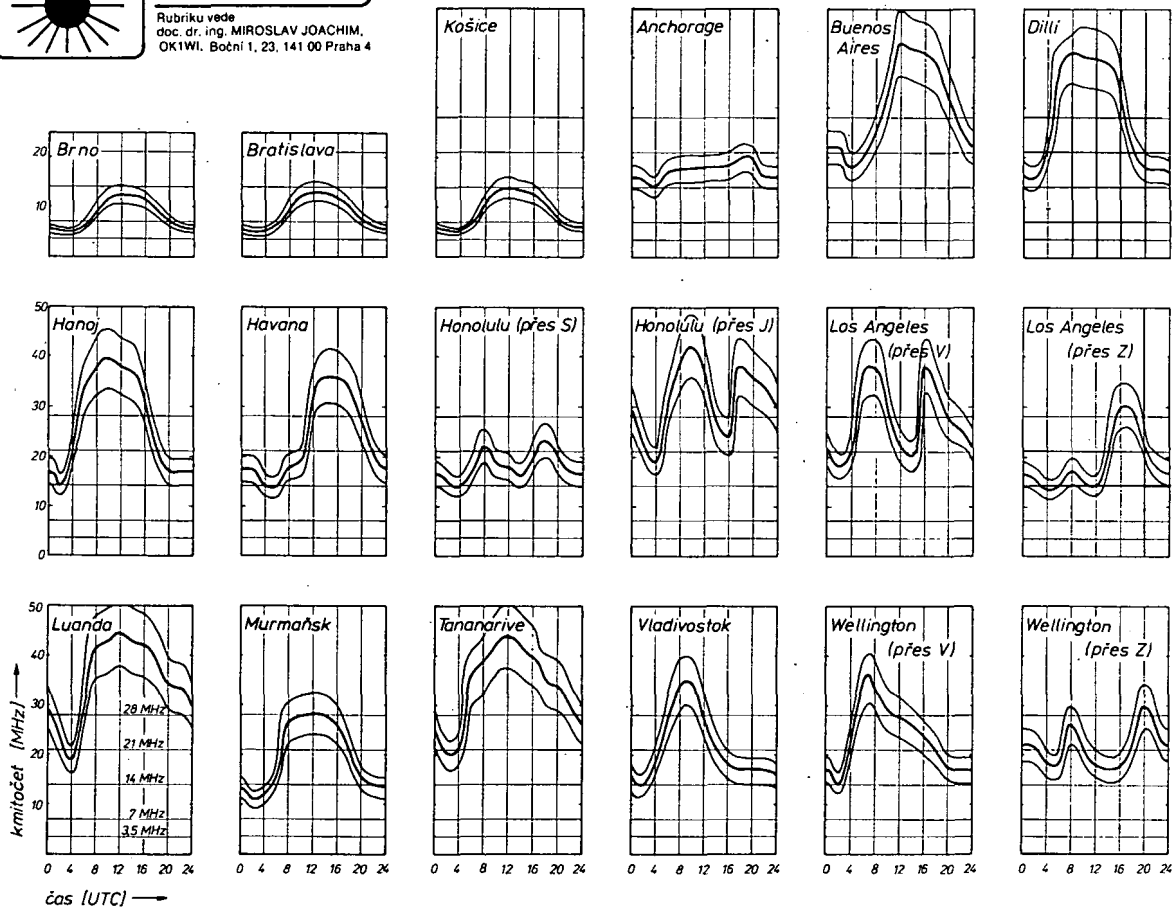 Rubriku vede
doc. dr. ing. MIROSLAV JOACHIM,
OK1WI, Boční 1, 23, 141 00 Praha 4
Košice
Anchorage
Buenos
Aires
Dillí
Brno
20
10
Bratislava
50
40
30
20
10
0
Hanoj
Havana
Honolulu (přes S)
Honolulu (přes J)
Los Angeles
(přes V)
Los Angeles
(přes Z)
kmitočet [MHz]
50
40
30
20
10
Luanda
28 MHz
21 MHz
14 MHz
7 MHz
3,5 MHz
Murmaňsk
Tananarive
Vladivostok
Wellington
(přes V)
Wellington
(přes Z)
0 4 8 12 16 20 24
0 4 8 12 16 20 24
0 4 8 12 16 20 24
0 4 8 12 16 20 24
0 4 8 12 16 20 24
0 4 8 12 16 20 24
čas [UTC]